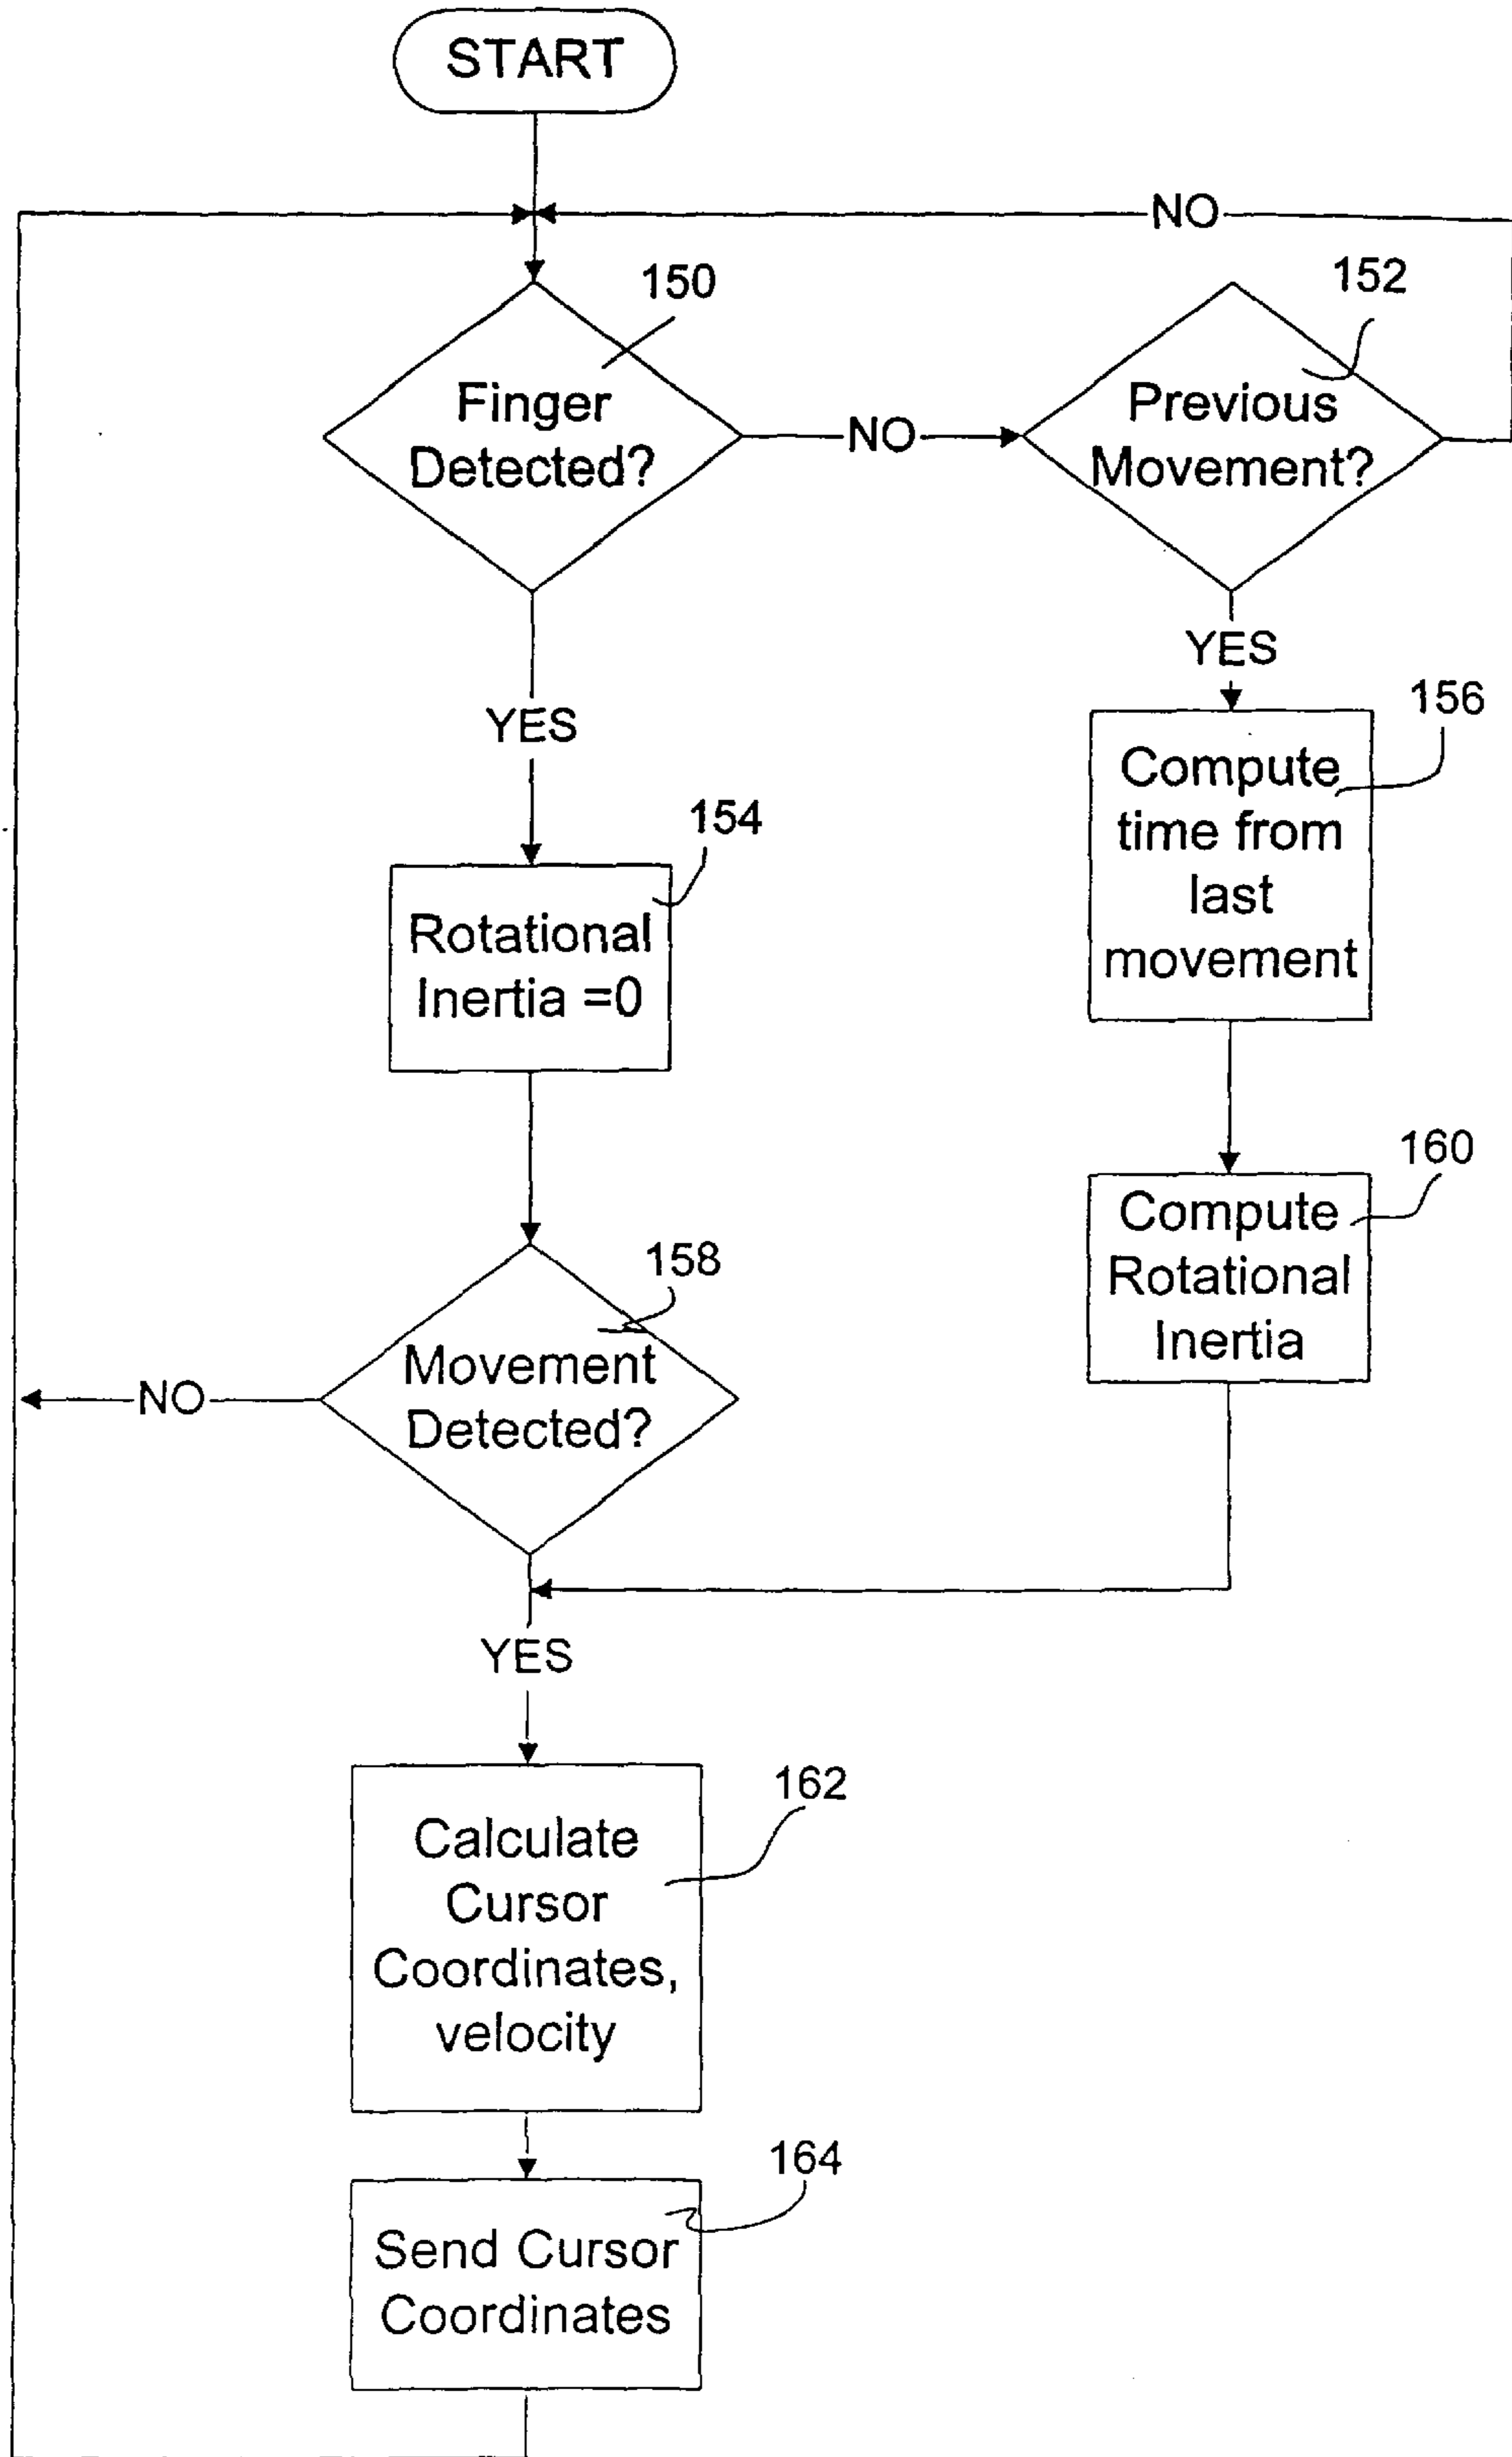 START
NO
150
152
Finger
Detected?
NO
Previous
Movement?
YES
YES
156
Compute
time from
last
movement
154
Rotational
Inertia =0
160
Compute
Rotational
Inertia
158
Movement
Detected?
NO
YES
162
Calculate
Cursor
Coordinates,
velocity
164
Send Cursor
Coordinates